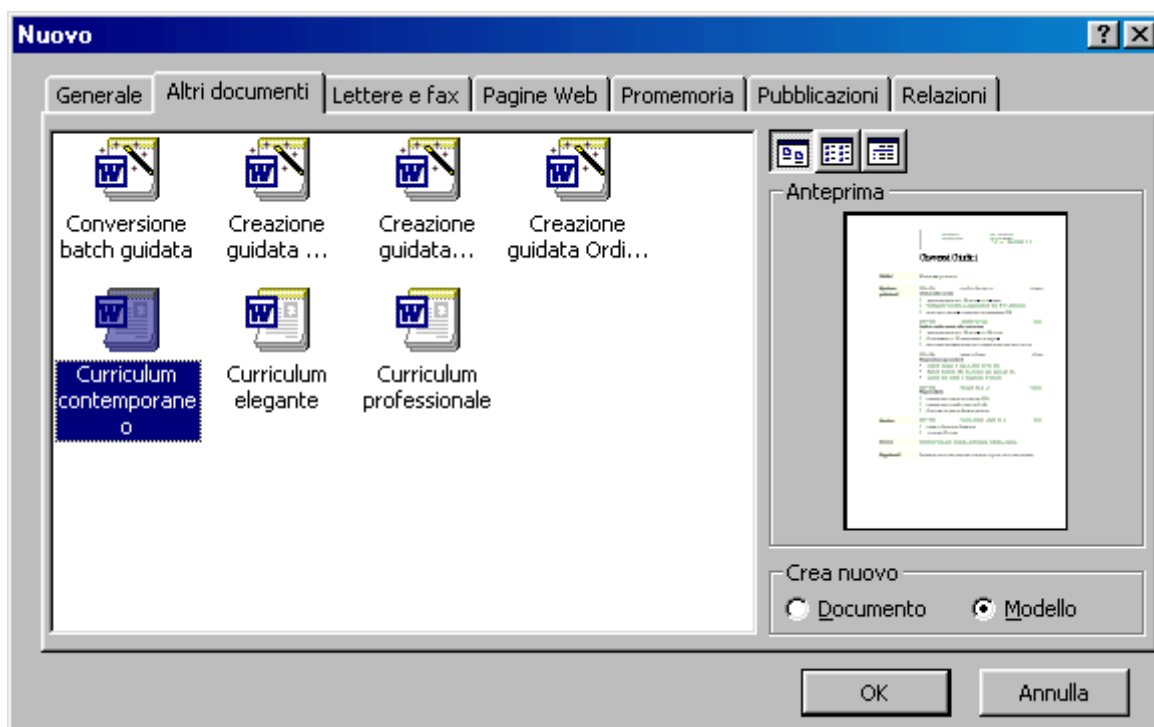 Nuovo
Generale
Altri documenti
Lettere e fax
Pagine Web
Promemoria
Pubblicazioni
Relazioni
Conversione
batch guidata
Creazione
guidata ...
Creazione
guidata...
Creazione
guidata Ordi...
Anteprima
Curriculum
contemporane
o
Curriculum
elegante
Curriculum
professionale
Crea nuovo
Documento
Modello
OK
Annulla